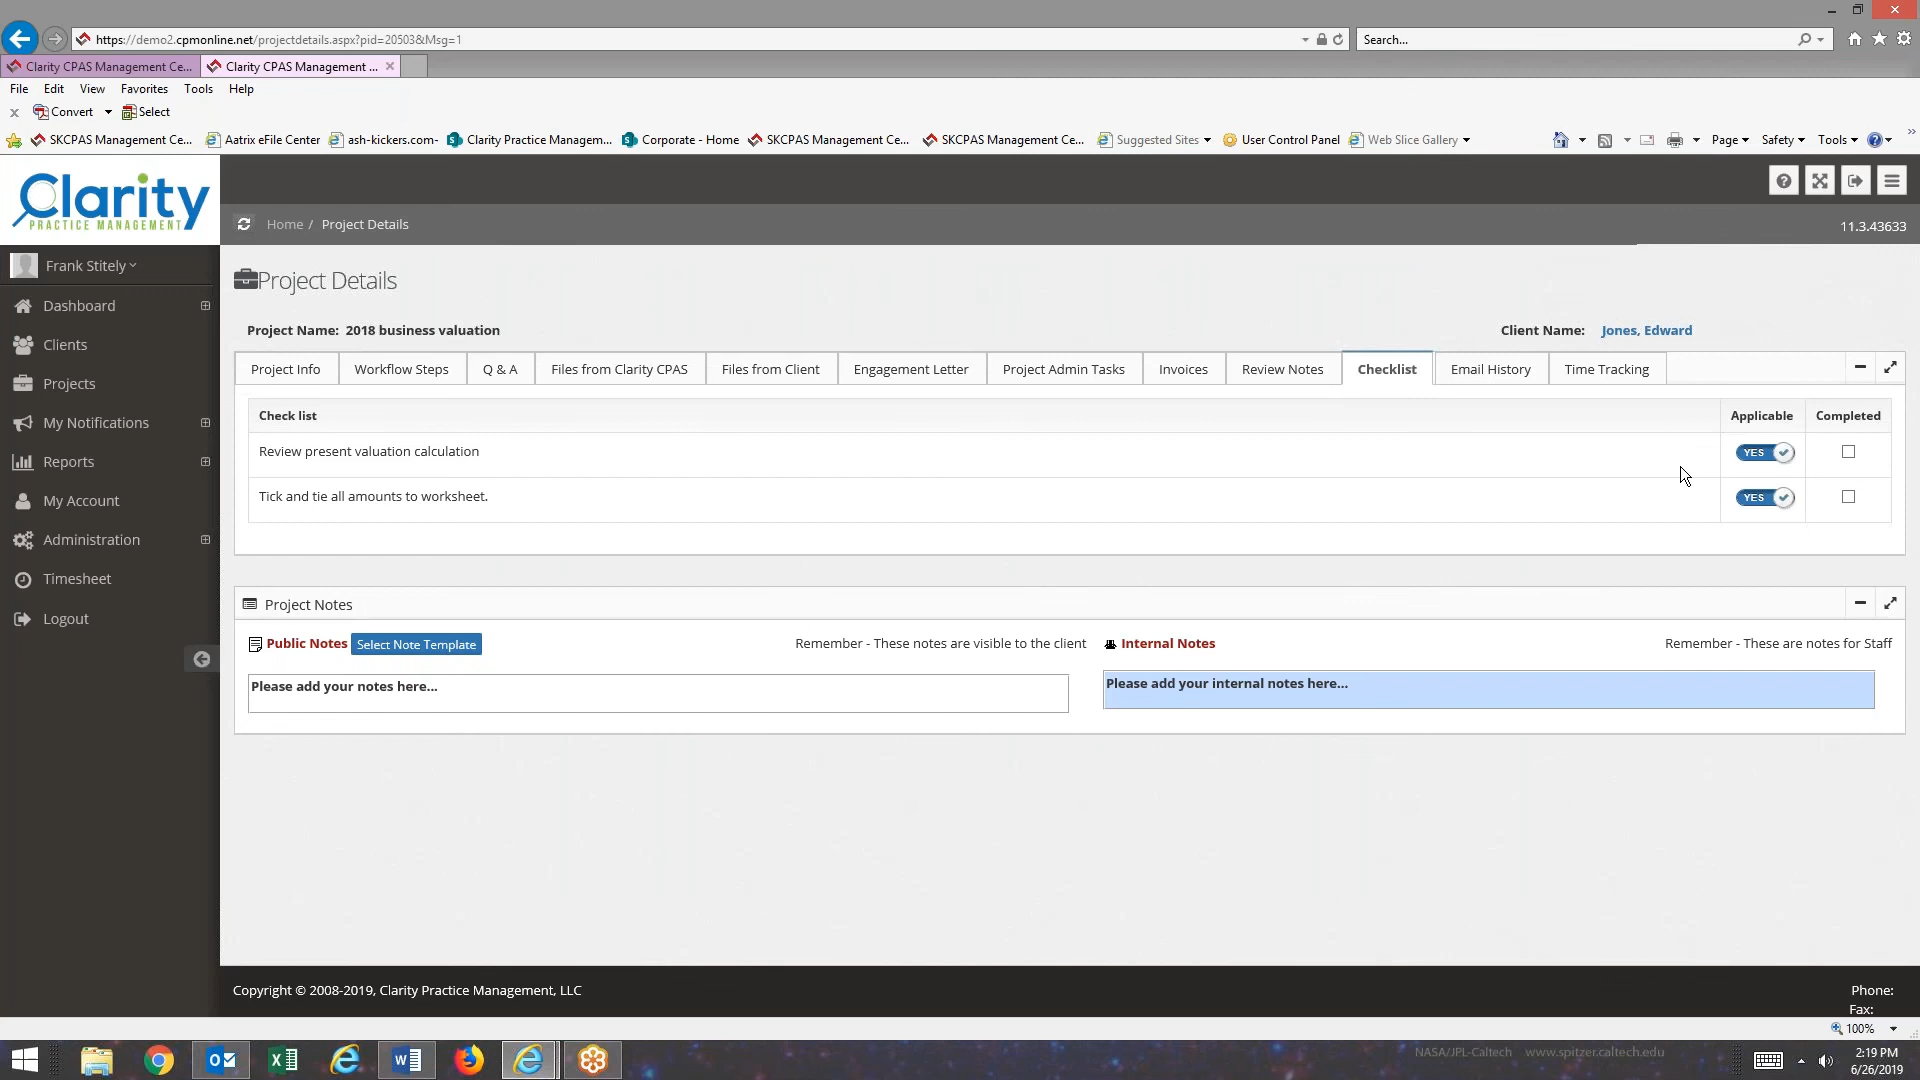 https://demo2.cpmonline.net/projectdetails.aspx?pid=20503&Msg=1
Search...
Clarity CPAS Management Ce...
Clarity CPAS Management ...
File Edit View Favorites Tools Help
Convert Select
SKCPAS Management Ce... Aatrix eFile Center ash-kickers.com- Clarity Practice Managem... Corporate - Home SKCPAS Management Ce... SKCPAS Management Ce... Suggested Sites User Control Panel Web Slice Gallery Page Safety Tools
Clarity
PRACTICE MANAGEMENT
Home / Project Details
11.3.43633
Frank Stitely
Dashboard
Clients
Projects
My Notifications
Reports
My Account
Administration
Timesheet
Logout
Project Details
Project Name: 2018 business valuation
Client Name: Jones, Edward
Project Info Workflow Steps Q & A Files from Clarity CPAS Files from Client Engagement Letter Project Admin Tasks Invoices Review Notes Checklist Email History Time Tracking
Check list Applicable Completed
Review present valuation calculation YES
Tick and tie all amounts to worksheet. YES
Project Notes
Public Notes Select Note Template Remember - These notes are visible to the client
Please add your notes here...
Internal Notes Remember - These are notes for Staff
Please add your internal notes here...
Copyright © 2008-2019, Clarity Practice Management, LLC
Phone:
Fax:
100%
NASA/JPL-Caltech www.spitzer.caltech.edu
2:19 PM
6/26/2019